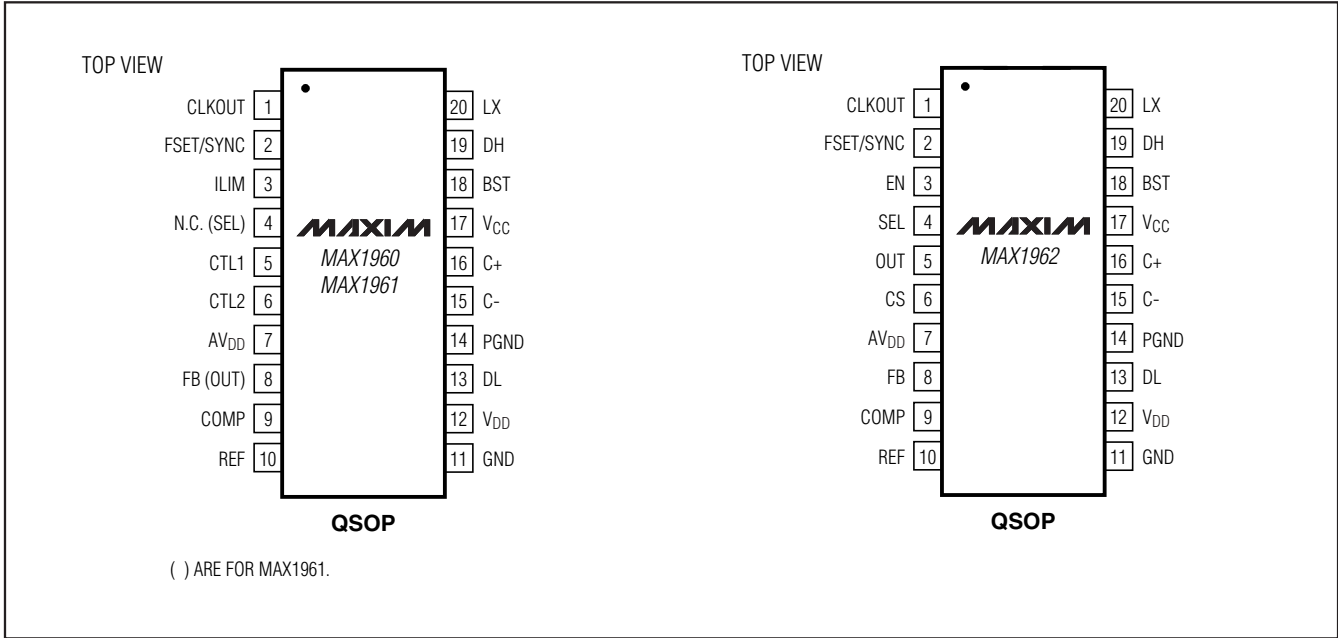 TOP VIEW
CLKOUT 1
FSET/SYNC 2
ILIM 3
N.C. (SEL) 4
CTL1 5
CTL2 6
AVDD 7
FB (OUT) 8
COMP 9
REF 10
20 LX
19 DH
18 BST
17 VCC
16 C+
15 C-
14 PGND
13 DL
12 VDD
11 GND
MAXIM
MAX1960
MAX1961
QSOP
( ) ARE FOR MAX1961.
TOP VIEW
CLKOUT 1
FSET/SYNC 2
EN 3
SEL 4
OUT 5
CS 6
AVDD 7
FB 8
COMP 9
REF 10
20 LX
19 DH
18 BST
17 VCC
16 C+
15 C-
14 PGND
13 DL
12 VDD
11 GND
MAXIM
MAX1962
QSOP